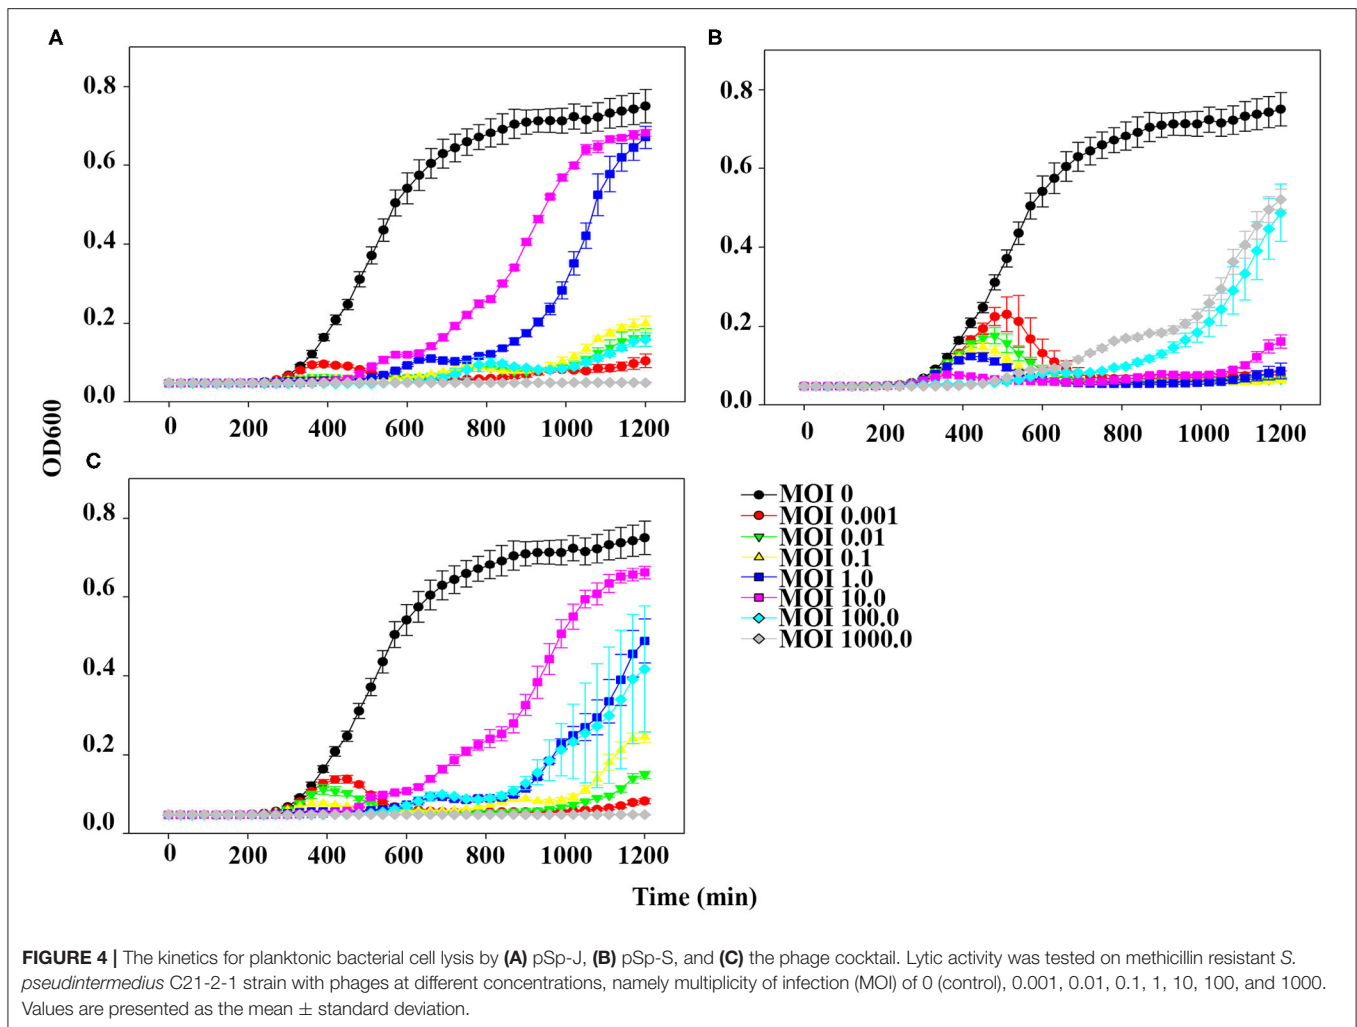 A
B
0.8
0.6
0.4
0.2
0.0
0 200 400 600 800 1000 1200
0.8
0.6
0.4
0.2
0.0
0 200 400 600 800 1000 1200
OD600
C
0.8
0.6
0.4
0.2
0.0
0 200 400 600 800 1000 1200
MOI 0
MOI 0.001
MOI 0.01
MOI 0.1
MOI 1.0
MOI 10.0
MOI 100.0
MOI 1000.0
Time (min)
FIGURE 4 | The kinetics for planktonic bacterial cell lysis by (A) pSp-J, (B) pSp-S, and (C) the phage cocktail. Lytic activity was tested on methicillin resistant S.
pseudintermedius C21-2-1 strain with phages at different concentrations, namely multiplicity of infection (MOI) of 0 (control), 0.001, 0.01, 0.1, 1, 10, 100, and 1000.
Values are presented as the mean ± standard deviation.